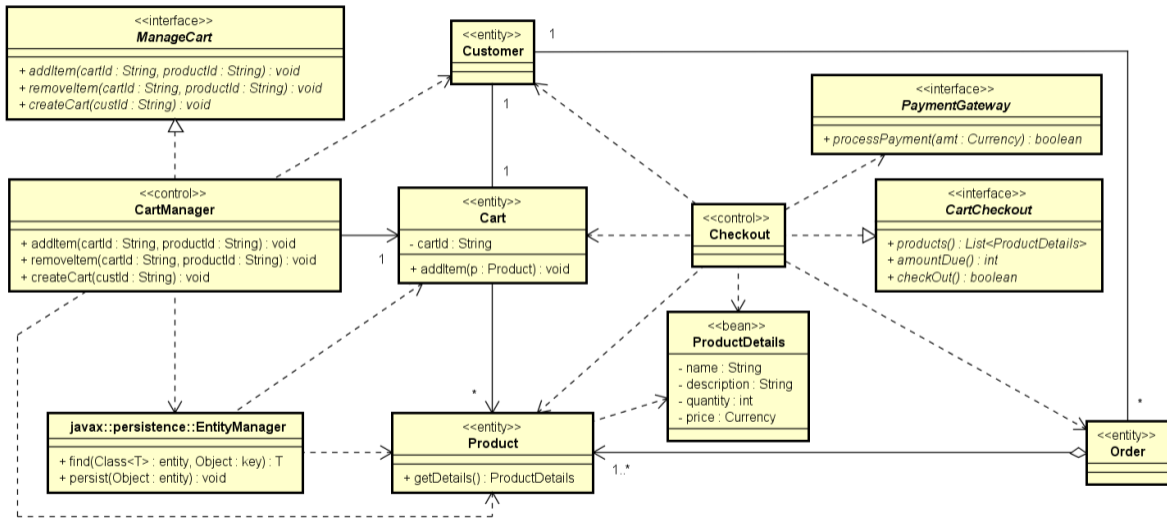 <<interface>>
ManageCart
+ addItem(cartId : String, productId : String) : void
+ removeItem(cartId : String, productId : String) : void
+ createCart(custId : String) : void
<<entity>>
Customer
1
1
<<interface>>
PaymentGateway
+ processPayment(amt : Currency) : boolean
<<control>>
CartManager
+ addItem(cartId : String, productId : String) : void
+ removeItem(cartId : String, productId : String) : void
+ createCart(custId : String) : void
1
1
<<entity>>
Cart
- cartId : String
+ addItem(p : Product) : void
<<control>>
Checkout
<<interface>>
CartCheckout
+ products() : List<ProductDetails>
+ amountDue() : int
+ checkOut() : boolean
<<bean>>
ProductDetails
- name : String
- description : String
- quantity : int
- price : Currency
javax::persistence::EntityManager
+ find(Class<T> : entity, Object : key) : T
+ persist(Object : entity) : void
*
<<entity>>
Product
+ getDetails() : ProductDetails
1..*
*
<<entity>>
Order